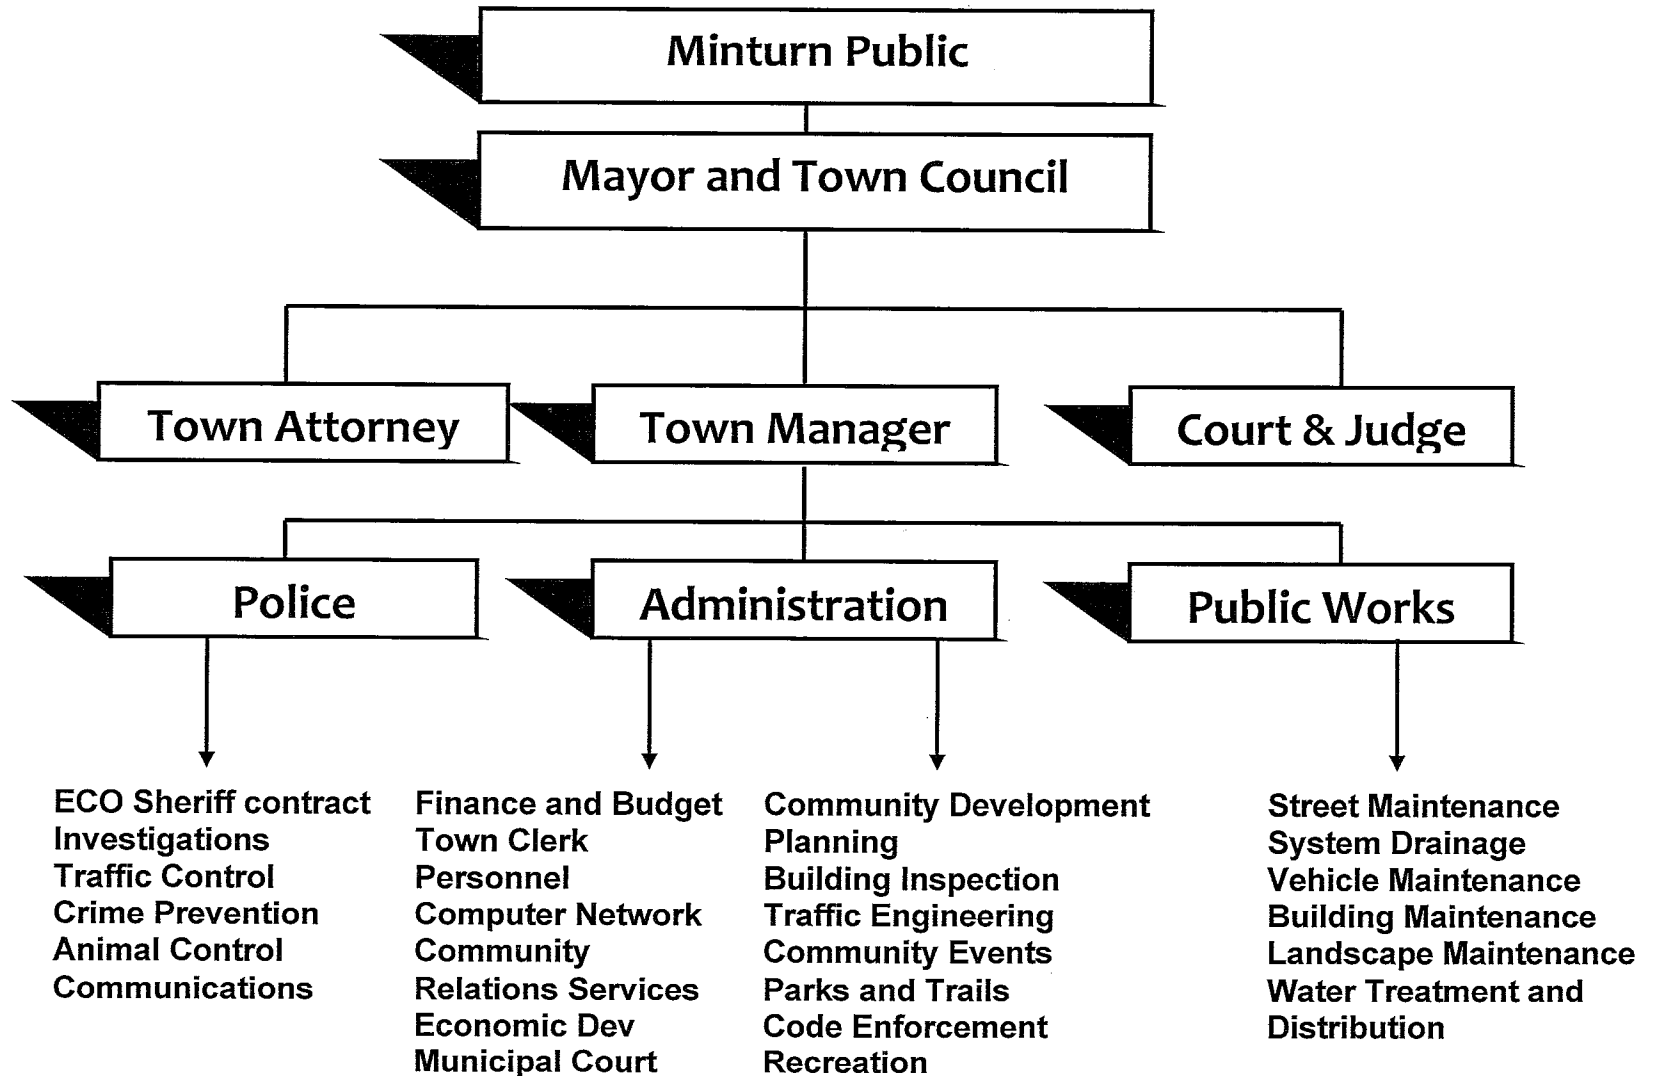 Minturn Public
Mayor and Town Council
Town Attorney
Town Manager
Court & Judge
Police
Administration
Public Works
ECO Sheriff contract
Investigations
Traffic Control
Crime Prevention
Animal Control
Communications
Finance and Budget
Town Clerk
Personnel
Computer Network
Community
Relations Services
Economic Dev
Municipal Court
Community Development
Planning
Building Inspection
Traffic Engineering
Community Events
Parks and Trails
Code Enforcement
Recreation
Street Maintenance
System Drainage
Vehicle Maintenance
Building Maintenance
Landscape Maintenance
Water Treatment and
Distribution